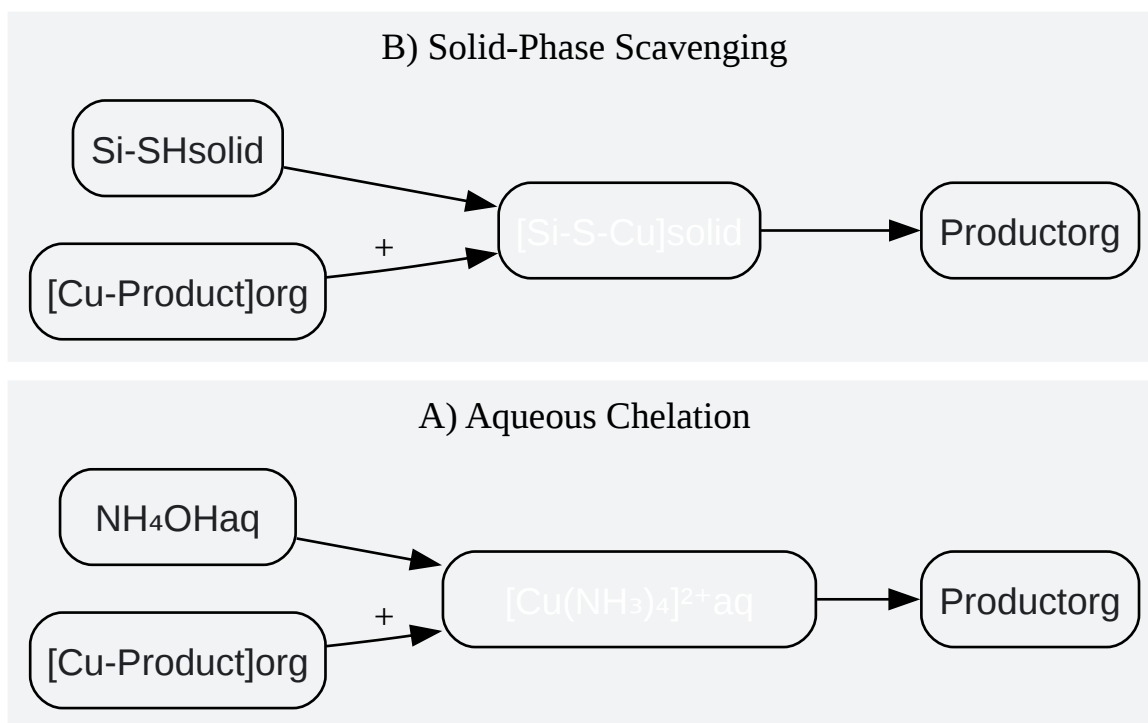 B) Solid-Phase Scavenging
Si-SHsolid
[Cu-Product]org
+
[Si-S-Cu]solid
Productorg
A) Aqueous Chelation
NH₄OHaq
[Cu-Product]org
+
[Cu(NH₃)₄]²⁺aq
Productorg